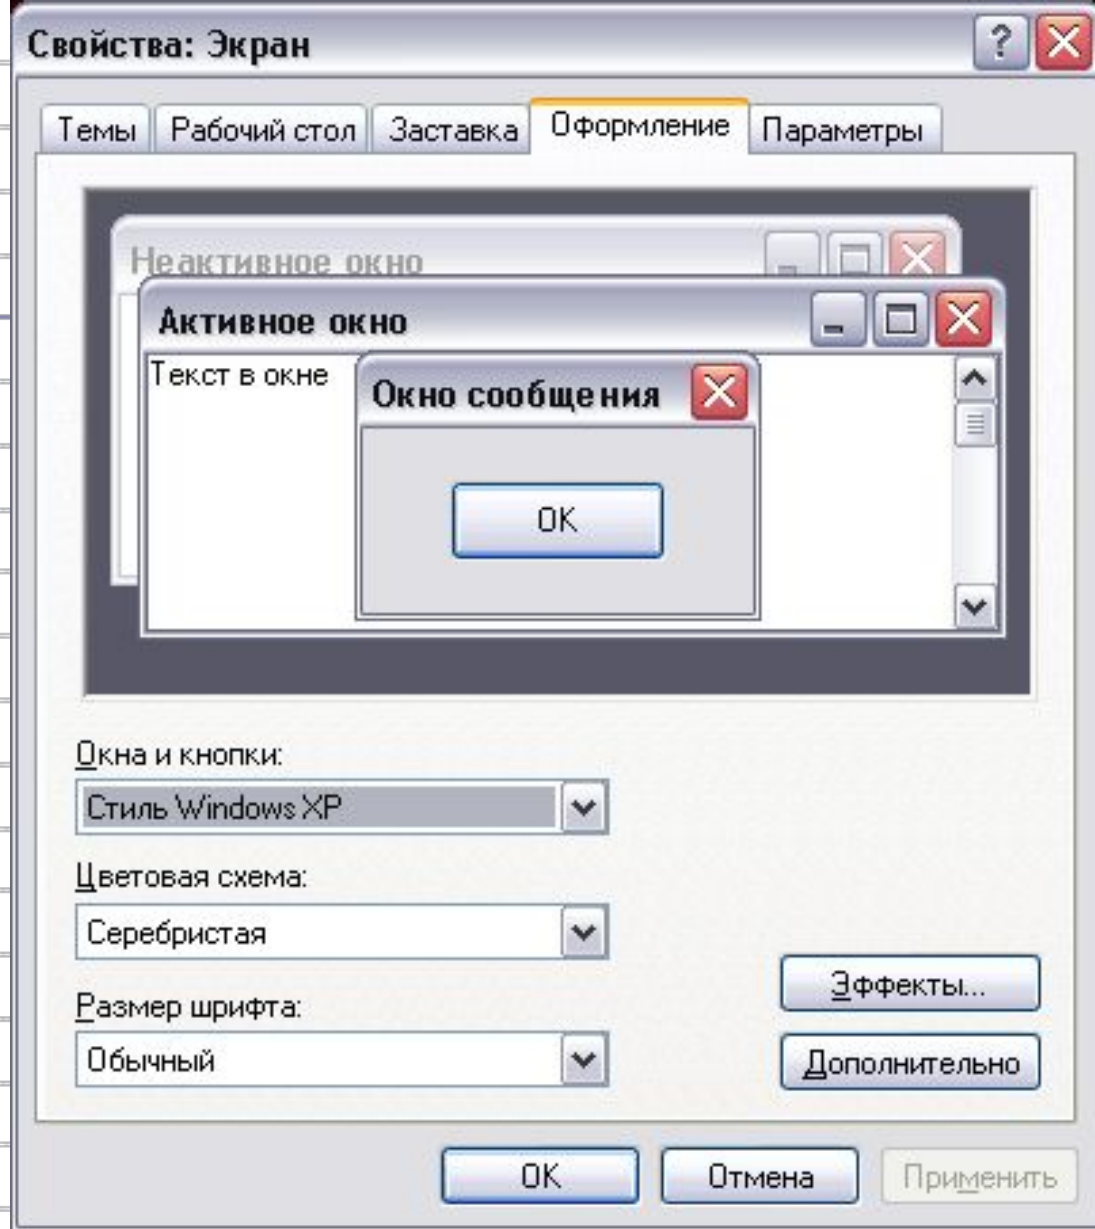 Свойства: Экран
?
Темы Рабочий стол Заставка Оформление Параметры
Неактивное окно
Активное окно
Текст в окне
Окно сообщения
OK
Окна и кнопки:
Стиль Windows XP
Цветовая схема:
Серебристая
Эффекты...
Размер шрифта:
Обычный
Дополнительно
OK Отмена Применить